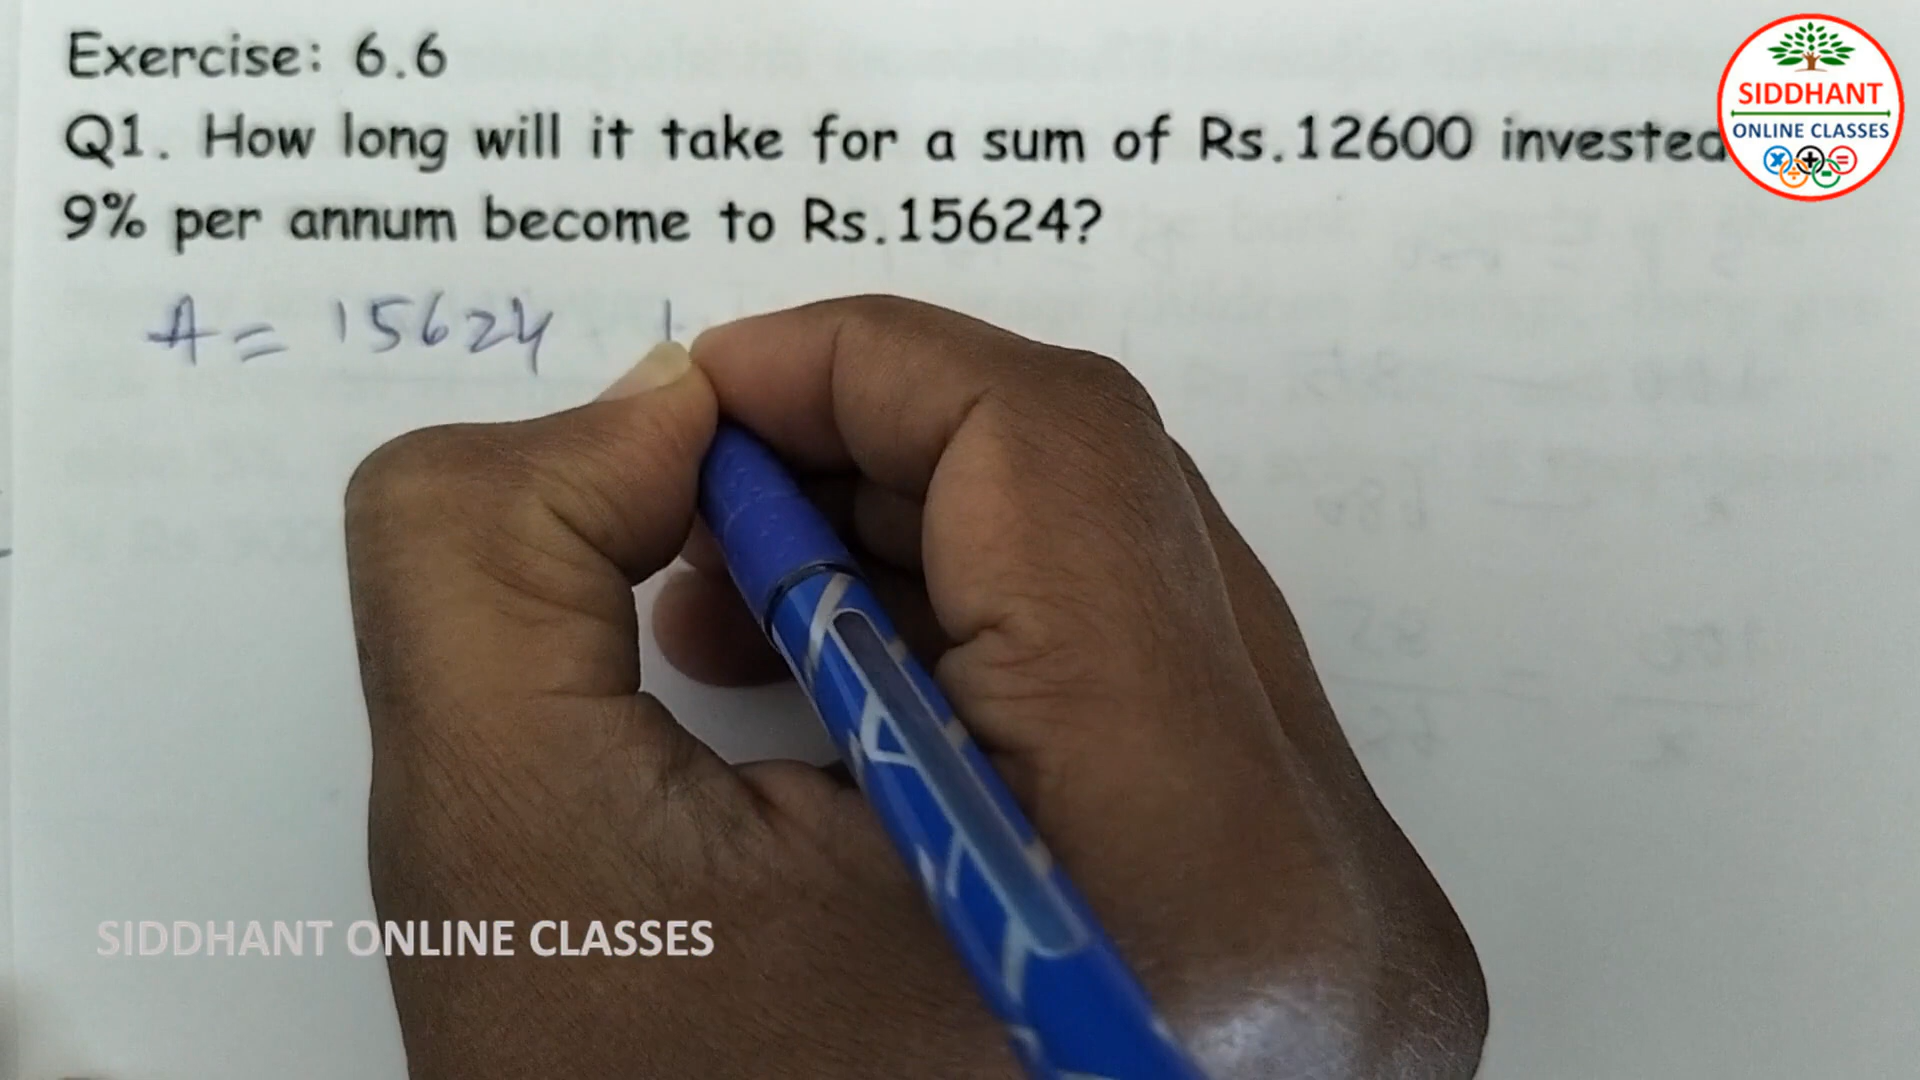 Exercise: 6.6
Q1. How long will it take for a sum of Rs.12600 invested
9% per annum become to Rs.15624?
A = 15624
SIDDHANT
ONLINE CLASSES
SIDDHANT ONLINE CLASSES